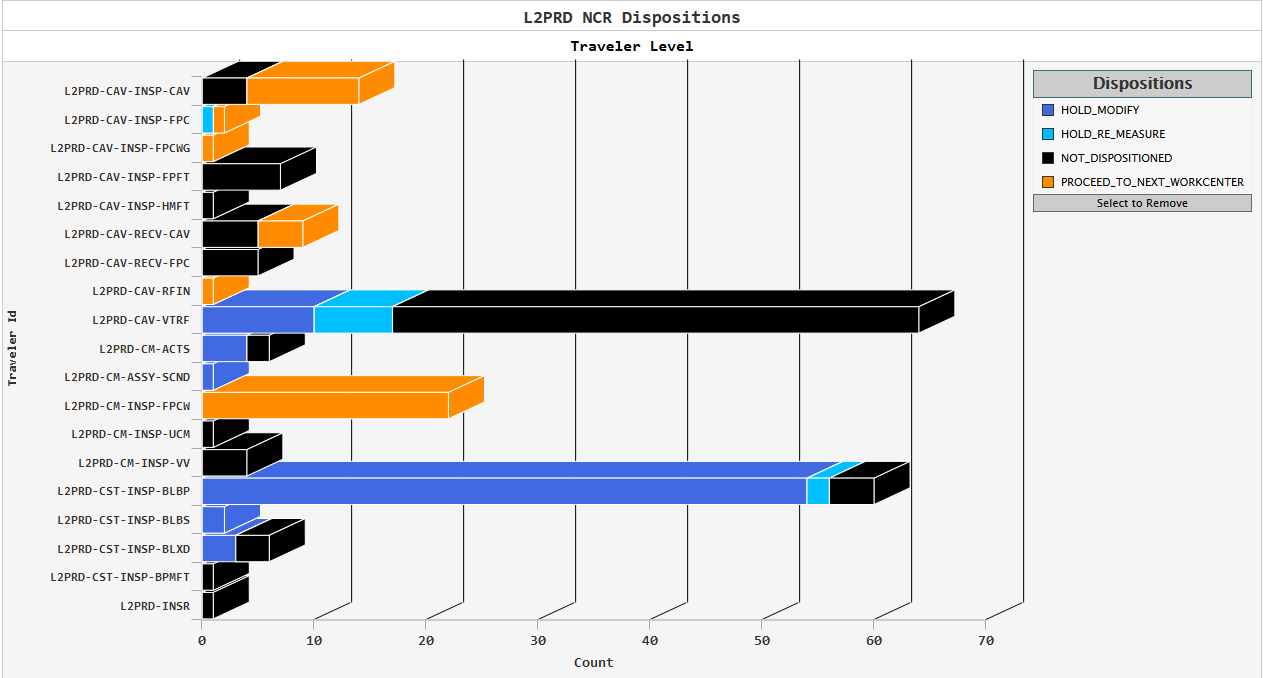 L2PRD NCR Dispositions
Traveler Level
Dispositions
HOLD_MODIFY
HOLD_RE_MEASURE
NOT_DISPOSITIONED
PROCEED_TO_NEXT_WORKCENTER
Select to Remove
Traveler Id
L2PRD-CAV-INSP-CAV
L2PRD-CAV-INSP-FPC
L2PRD-CAV-INSP-FPCWG
L2PRD-CAV-INSP-FPFT
L2PRD-CAV-INSP-HMFT
L2PRD-CAV-RECV-CAV
L2PRD-CAV-RECV-FPC
L2PRD-CAV-RFIN
L2PRD-CAV-VTRF
L2PRD-CM-ACTS
L2PRD-CM-ASSY-SCND
L2PRD-CM-INSP-FPCW
L2PRD-CM-INSP-UCM
L2PRD-CM-INSP-VV
L2PRD-CST-INSP-BLBP
L2PRD-CST-INSP-BLBS
L2PRD-CST-INSP-BLXD
L2PRD-CST-INSP-BPMFT
L2PRD-INSR
0 10 20 30 40 50 60 70
Count